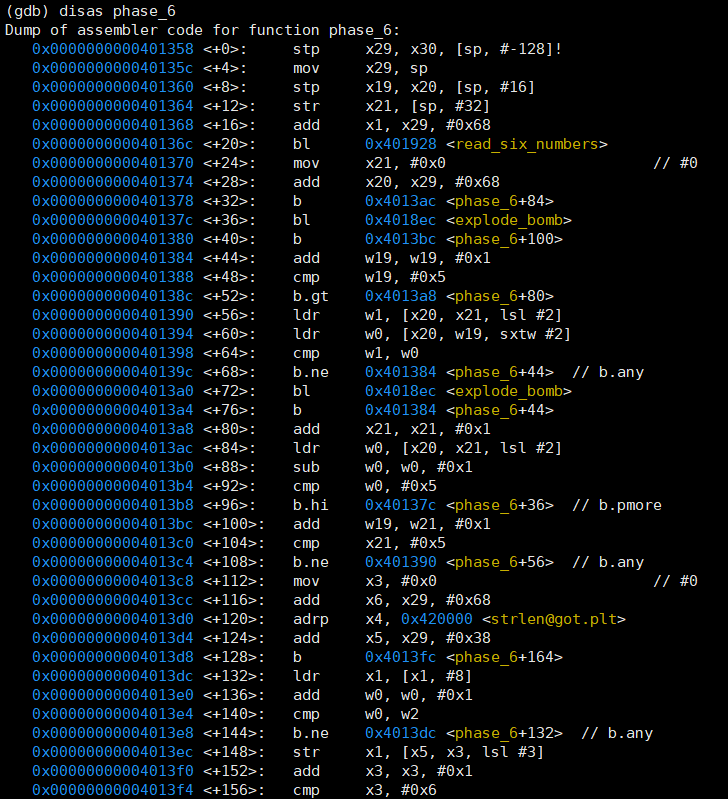 (gdb) disas phase_6
Dump of assembler code for function phase_6:
   0x0000000000401358 <+0>:     stp     x29, x30, [sp, #-128]!
   0x000000000040135c <+4>:     mov     x29, sp
   0x0000000000401360 <+8>:     stp     x19, x20, [sp, #16]
   0x0000000000401364 <+12>:    str     x21, [sp, #32]
   0x0000000000401368 <+16>:    add     x1, x29, #0x68
   0x000000000040136c <+20>:    bl      0x401928 <read_six_numbers>
   0x0000000000401370 <+24>:    mov     x21, #0x0                       // #0
   0x0000000000401374 <+28>:    add     x20, x29, #0x68
   0x0000000000401378 <+32>:    b       0x4013ac <phase_6+84>
   0x000000000040137c <+36>:    bl      0x4018ec <explode_bomb>
   0x0000000000401380 <+40>:    b       0x4013bc <phase_6+100>
   0x0000000000401384 <+44>:    add     w19, w19, #0x1
   0x0000000000401388 <+48>:    cmp     w19, #0x5
   0x000000000040138c <+52>:    b.gt    0x4013a8 <phase_6+80>
   0x0000000000401390 <+56>:    ldr     w1, [x20, x21, lsl #2]
   0x0000000000401394 <+60>:    ldr     w0, [x20, w19, sxtw #2]
   0x0000000000401398 <+64>:    cmp     w1, w0
   0x000000000040139c <+68>:    b.ne    0x401384 <phase_6+44>  // b.any
   0x00000000004013a0 <+72>:    bl      0x4018ec <explode_bomb>
   0x00000000004013a4 <+76>:    b       0x401384 <phase_6+44>
   0x00000000004013a8 <+80>:    add     x21, x21, #0x1
   0x00000000004013ac <+84>:    ldr     w0, [x20, x21, lsl #2]
   0x00000000004013b0 <+88>:    sub     w0, w0, #0x1
   0x00000000004013b4 <+92>:    cmp     w0, #0x5
   0x00000000004013b8 <+96>:    b.hi    0x40137c <phase_6+36>  // b.pmore
   0x00000000004013bc <+100>:   add     w19, w21, #0x1
   0x00000000004013c0 <+104>:   cmp     x21, #0x5
   0x00000000004013c4 <+108>:   b.ne    0x401390 <phase_6+56>  // b.any
   0x00000000004013c8 <+112>:   mov     x3, #0x0                        // #0
   0x00000000004013cc <+116>:   add     x6, x29, #0x68
   0x00000000004013d0 <+120>:   adrp    x4, 0x420000 <strlen@got.plt>
   0x00000000004013d4 <+124>:   add     x5, x29, #0x38
   0x00000000004013d8 <+128>:   b       0x4013fc <phase_6+164>
   0x00000000004013dc <+132>:   ldr     x1, [x1, #8]
   0x00000000004013e0 <+136>:   add     w0, w0, #0x1
   0x00000000004013e4 <+140>:   cmp     w0, w2
   0x00000000004013e8 <+144>:   b.ne    0x4013dc <phase_6+132>  // b.any
   0x00000000004013ec <+148>:   str     x1, [x5, x3, lsl #3]
   0x00000000004013f0 <+152>:   add     x3, x3, #0x1
   0x00000000004013f4 <+156>:   cmp     x3, #0x6